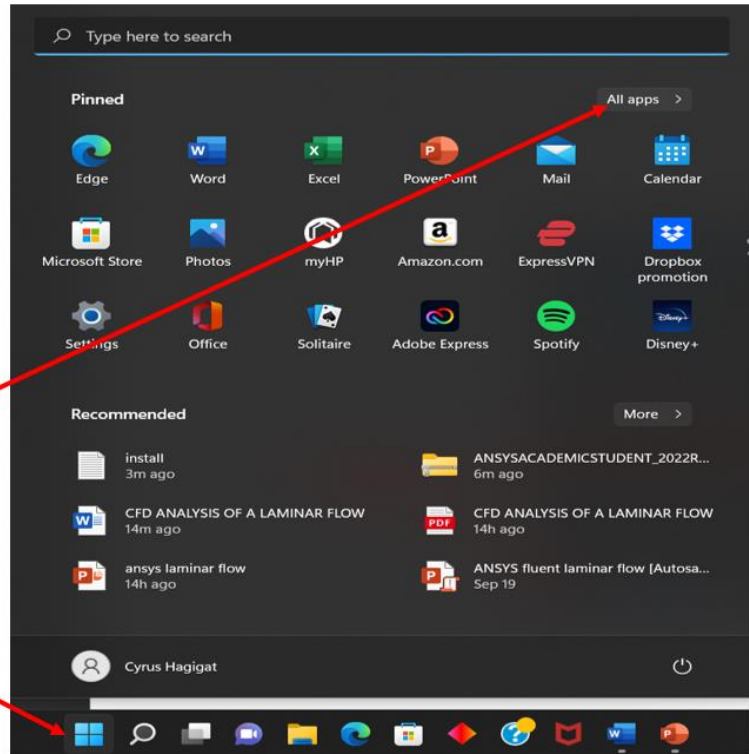 Type here to search
Pinned
All apps >
Edge
Word
Excel
PowerPoint
Mail
Calendar
Microsoft Store
Photos
myHP
Amazon.com
ExpressVPN
Dropbox
promotion
Settings
Office
Solitaire
Adobe Express
Spotify
Disney+
Recommended
More >
install
3m ago
ANSYSACADEMICSTUDENT_2022R...
6m ago
CFD ANALYSIS OF A LAMINAR FLOW
14m ago
CFD ANALYSIS OF A LAMINAR FLOW
14h ago
ansys laminar flow
14h ago
ANSYS fluent laminar flow [Autosa...
Sep 19
Cyrus Hagigat